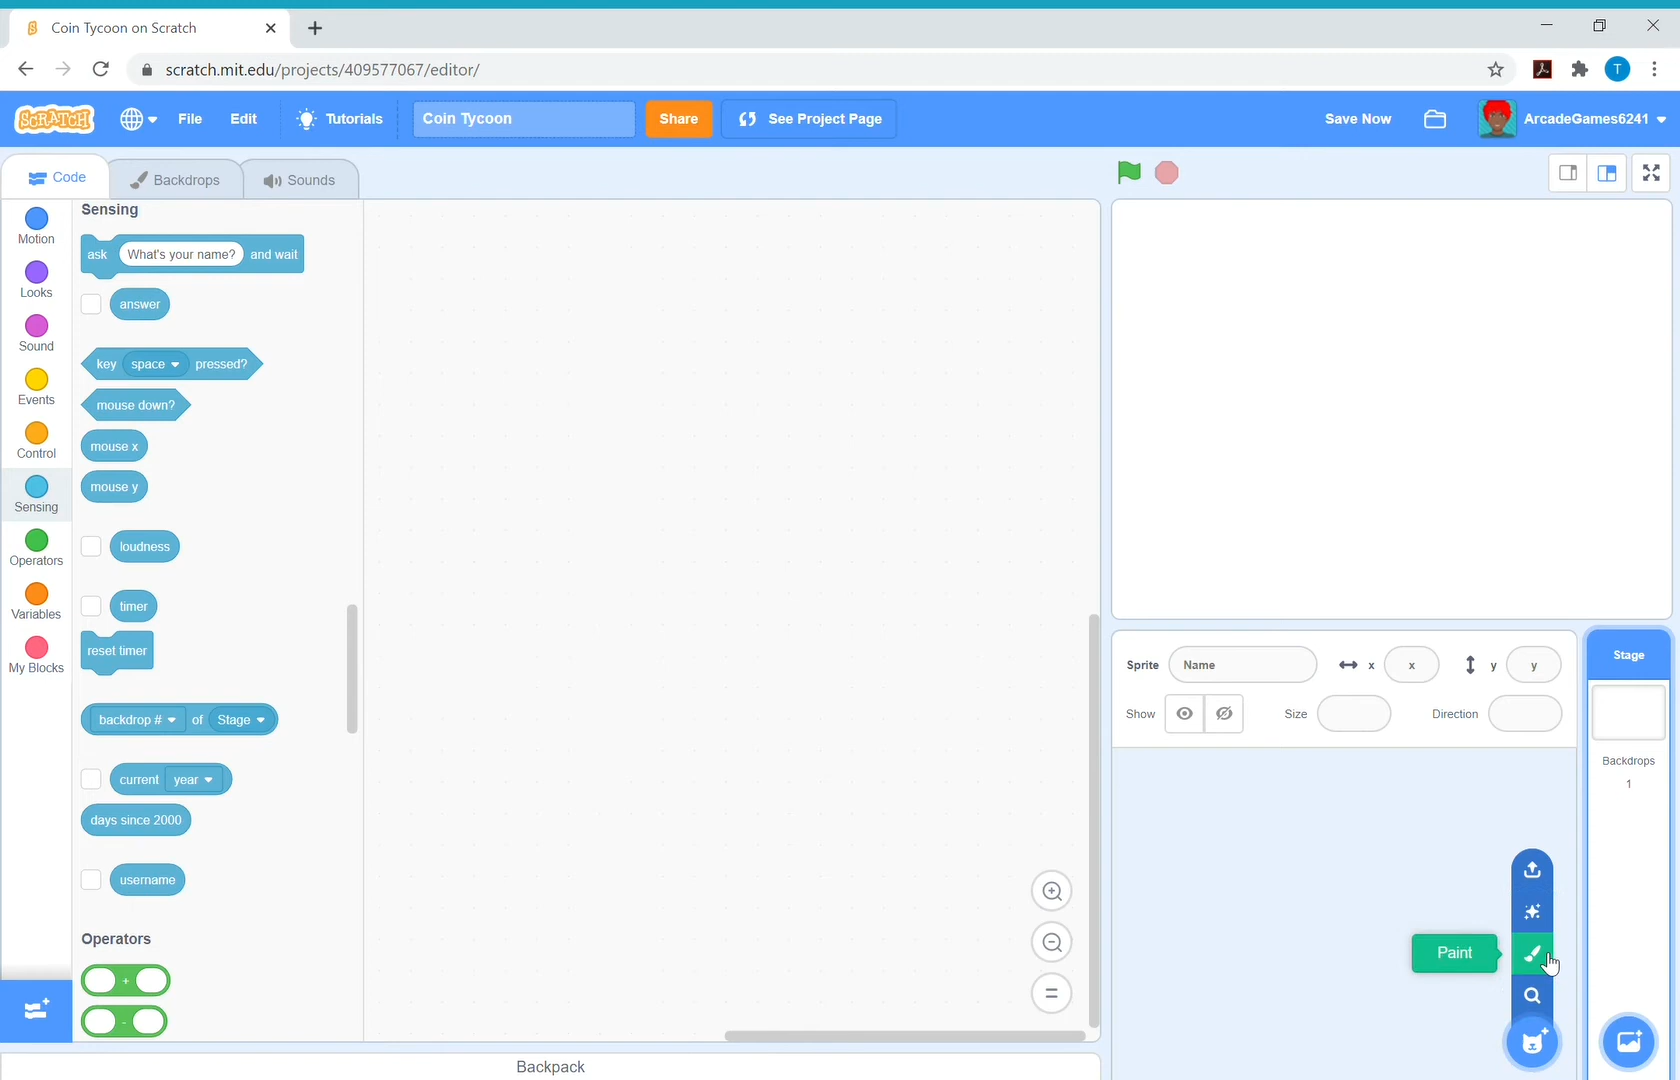 Coin Tycoon on Scratch
scratch.mit.edu/projects/409577067/editor/
T
SCRATCH
File
Edit
Tutorials
Coin Tycoon
Share
See Project Page
Save Now
ArcadeGames6241
Code
Backdrops
Sounds
Motion
Looks
Sound
Events
Control
Sensing
Operators
Variables
My Blocks
Sensing
ask What's your name? and wait
answer
key space pressed?
mouse down?
mouse x
mouse y
loudness
timer
reset timer
backdrop # of Stage
current year
days since 2000
username
Operators
+
-
Backpack
Sprite Name x x y y
Show Size Direction
Paint
Stage
Backdrops
1